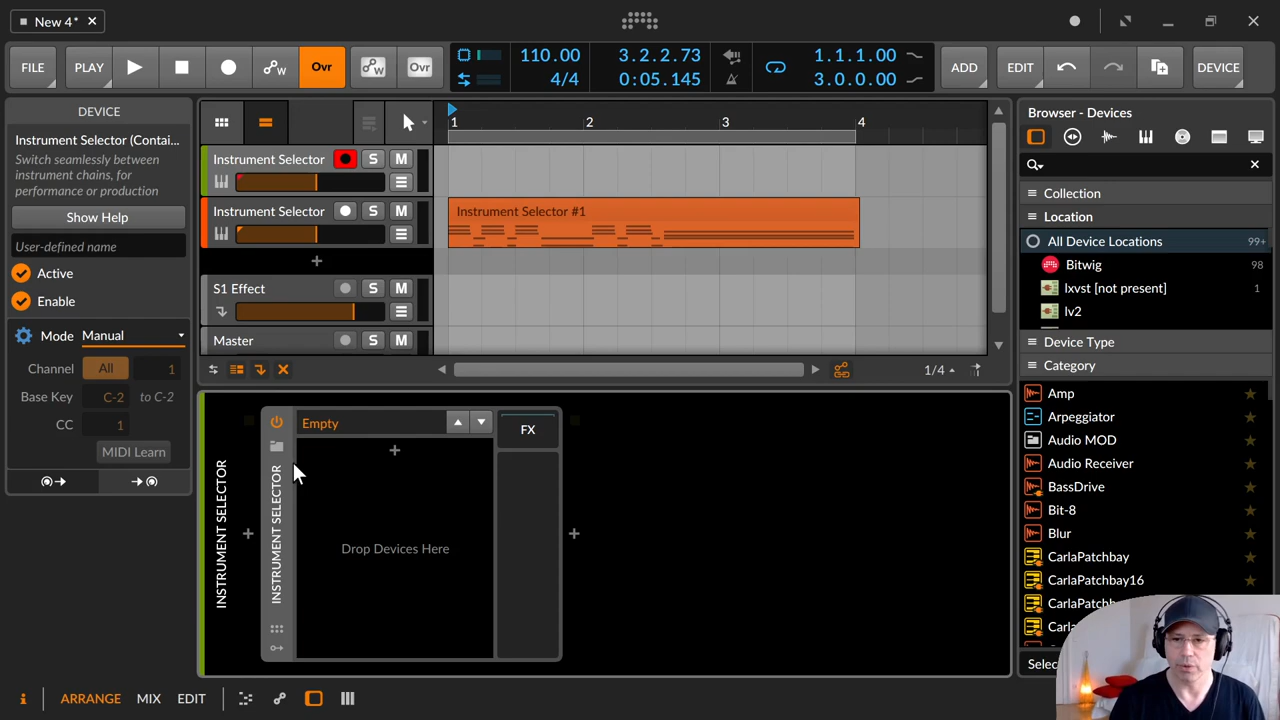 New 4*
FILE
PLAY
Ovr
Ovr
110.00
4/4
3.2.2.73
0:05.145
1.1.1.00
3.0.0.00
ADD
EDIT
DEVICE
DEVICE
Instrument Selector (Contai...
Switch seamlessly between
instrument chains, for
performance or production
Show Help
User-defined name
Active
Enable
Mode Manual
Channel All 1
Base Key C-2 to C-2
CC 1
MIDI Learn
1 2 3 4
Instrument Selector S M
Instrument Selector S M
Instrument Selector #1
S1 Effect S M
Master S M
1/4
INSTRUMENT SELECTOR
INSTRUMENT SELECTOR
Empty
FX
Drop Devices Here
Browser - Devices
Collection
Location
All Device Locations 99+
Bitwig 98
lxvst [not present] 1
lv2
Device Type
Category
Amp
Arpeggiator
Audio MOD
Audio Receiver
BassDrive
Bit-8
Blur
CarlaPatchbay
CarlaPatchbay16
ARRANGE MIX EDIT